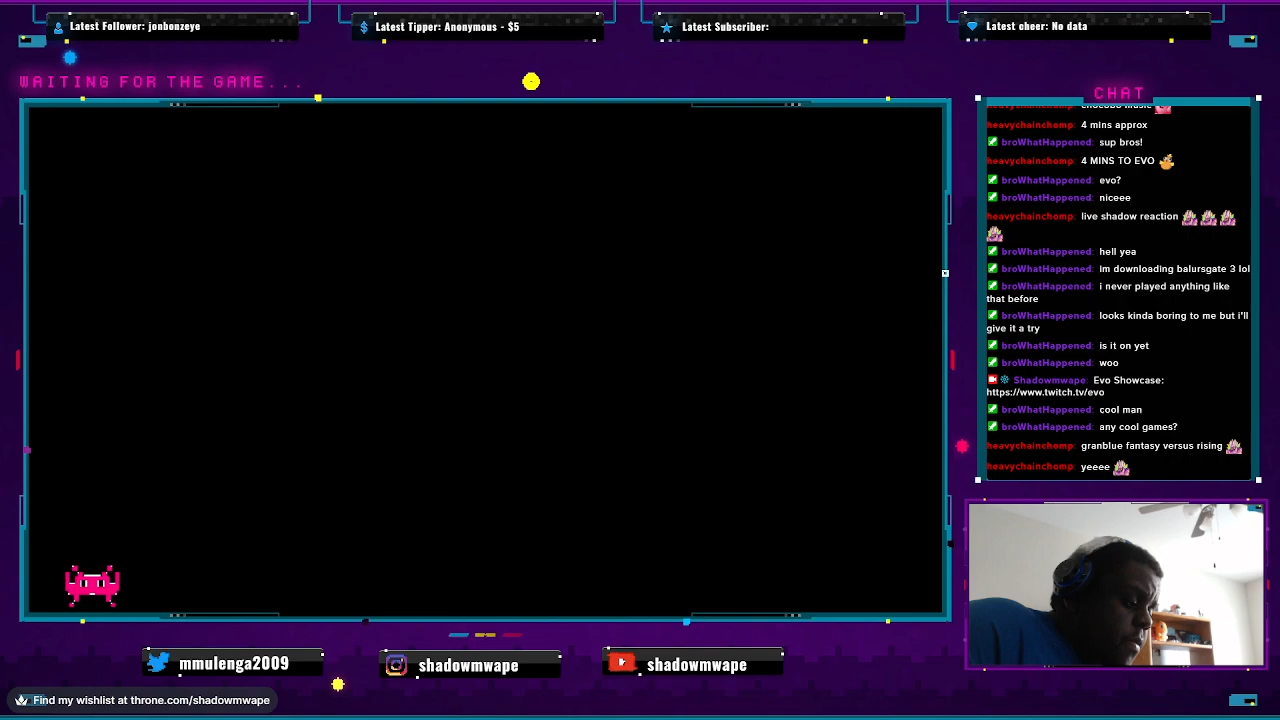 Latest Follower: jonbonzeye
Latest Tipper: Anonymous - $5
Latest Subscriber:
Latest cheer: No data
WAITING FOR THE GAME...
CHAT
heavychainchomp: chocobo music
heavychainchomp: 4 mins approx
broWhatHappened: sup bros!
heavychainchomp: 4 MINS TO EVO
broWhatHappened: evo?
broWhatHappened: niceee
heavychainchomp: live shadow reaction
broWhatHappened: hell yea
broWhatHappened: Im downloading balursgate 3 lol
broWhatHappened: i never played anything like
that before
broWhatHappened: looks kinda boring to me but i'll
give it a try
broWhatHappened: is it on yet
broWhatHappened: woo
Shadowmwape: Evo Showcase:
https://www.twitch.tv/evo
broWhatHappened: cool man
broWhatHappened: any cool games?
heavychainchomp: granblue fantasy versus rising
heavychainchomp: yeeee
mmulenga2009
shadowmwape
shadowmwape
Find my wishlist at throne.com/shadowmwape